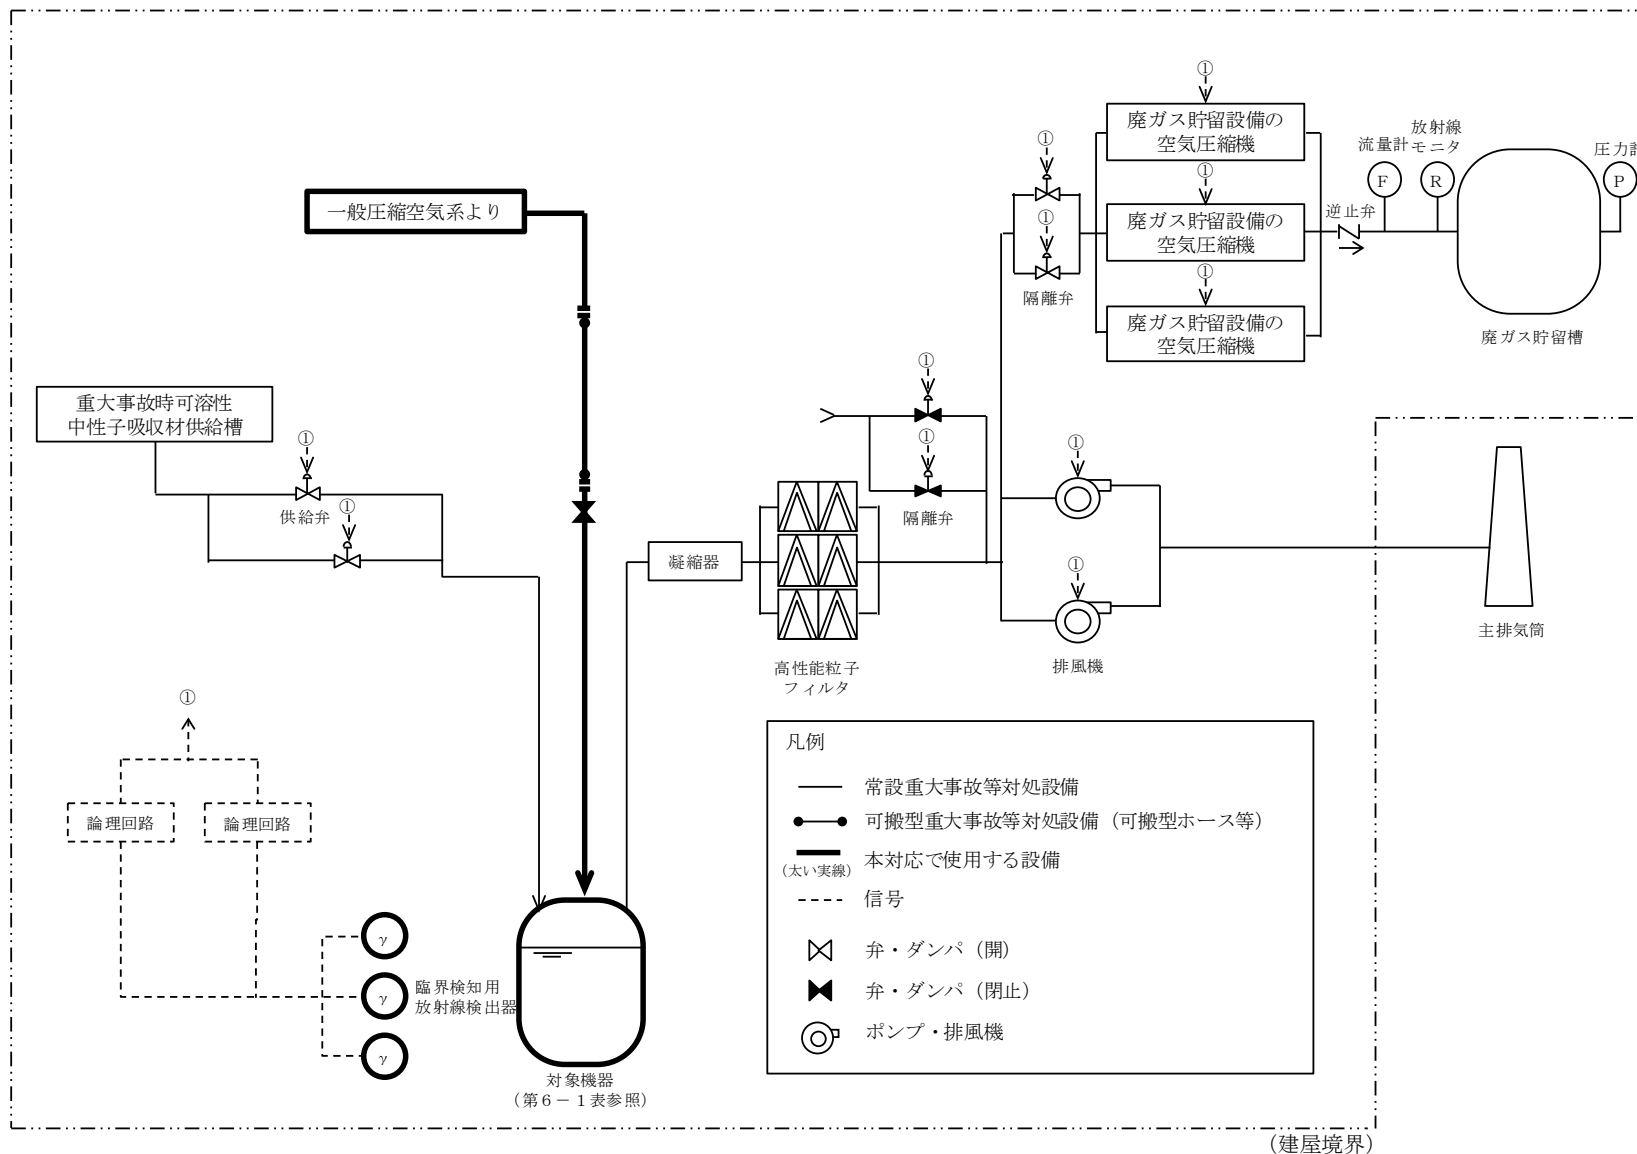 ①
廃ガス貯留設備の
空気圧縮機
①
廃ガス貯留設備の
空気圧縮機
①
廃ガス貯留設備の
空気圧縮機
①
①
隔離弁
逆止弁
流量計
放射線
モニタ
F
R
圧力計
P
廃ガス貯留槽
一般圧縮空気系より
重大事故時可溶性
中性子吸収材供給槽
①
供給弁
①
①
①
隔離弁
凝縮器
高性能粒子
フィルタ
①
①
排風機
主排気筒
①
論理回路
論理回路
γ
γ
γ
臨界検知用
放射線検出器
対象機器
（第６－１表参照）
凡例
常設重大事故等対処設備
可搬型重大事故等対処設備（可搬型ホース等）
（太い実線）
本対応で使用する設備
信号
弁・ダンパ（開）
弁・ダンパ（閉止）
ポンプ・排風機
（建屋境界）